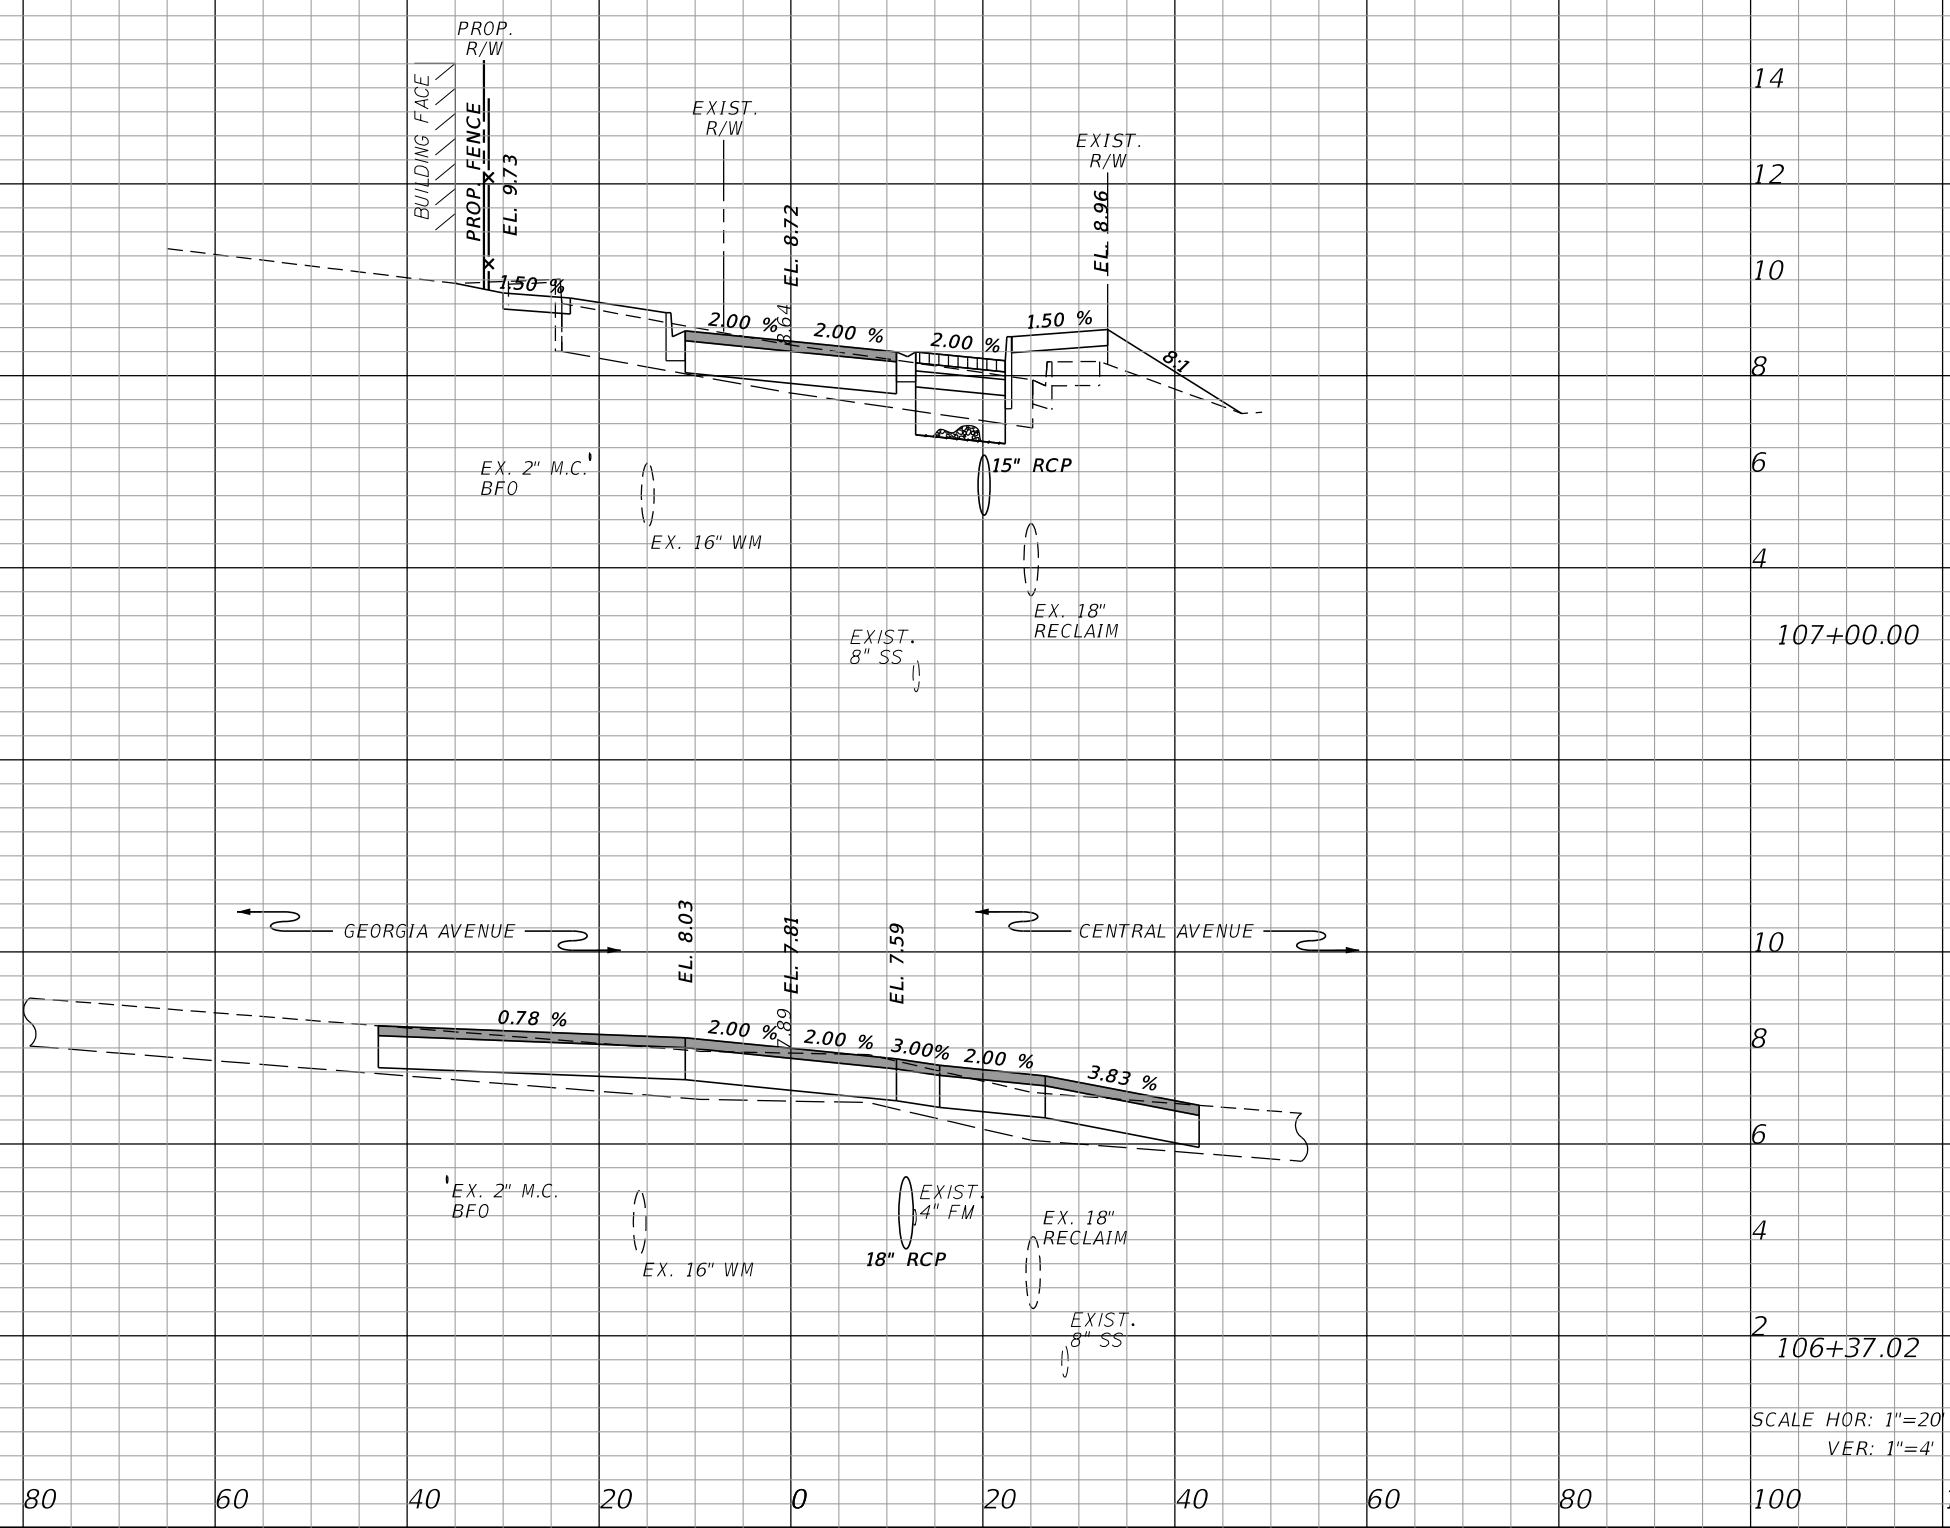 PROP.
R/W
BUILDING FACE
PROP. FENCE
EL. 9.73
EXIST.
R/W
EL. 8.72
8.64
EXIST.
R/W
EL. 8.96
14
12
10
8
6
4
1.50 %
2.00 %
2.00 %
2.00 %
1.50 %
8:1
EX. 2" M.C.
BFO
EX. 16" WM
15" RCP
EX. 18"
RECLAIM
EXIST.
8" SS
107+00.00
GEORGIA AVENUE
EL. 8.03
EL. 7.81
7.89
EL. 7.59
CENTRAL AVENUE
10
8
6
4
2
0.78 %
2.00 %
2.00 %
3.00%
2.00 %
3.83 %
EX. 2" M.C.
BFO
EX. 16" WM
EXIST.
4" FM
18" RCP
EX. 18"
RECLAIM
EXIST.
8" SS
106+37.02
SCALE HOR: 1"=20'
VER: 1"=4'
80 60 40 20 0 20 40 60 80 100